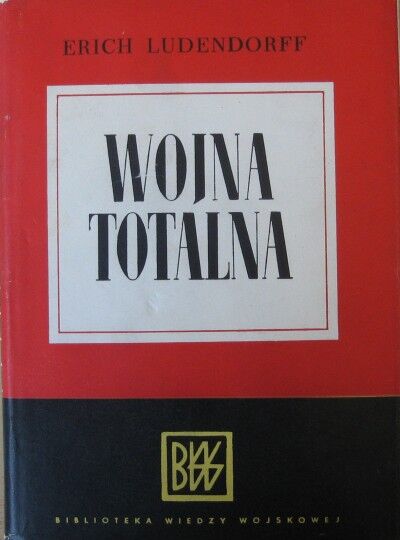 ERICH LUDENDORFF
WOJNA
TOTALNA
BWW
BIBLIOTEKA WIEDZY WOJSKOWEJ